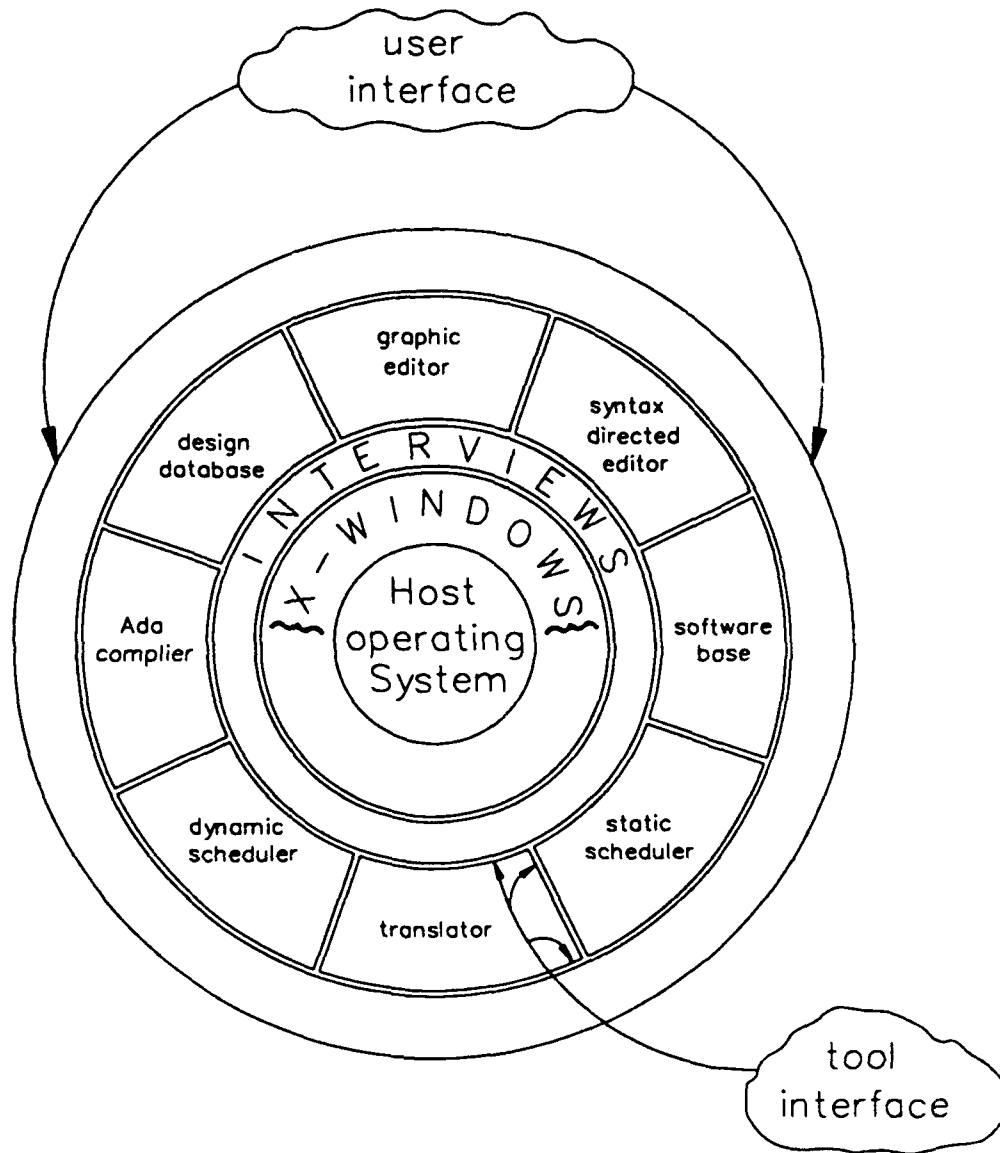 user
interface
graphic
editor
syntax
directed
editor
design
database
INTERVIEWS
X-WINDOWS
Host
operating
System
Ada
complier
software
base
dynamic
scheduler
static
scheduler
translator
tool
interface